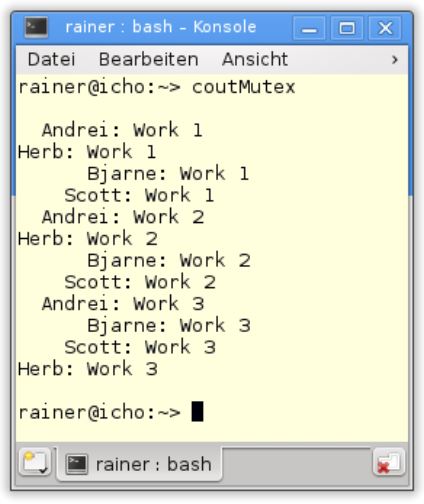 rainer : bash – Konsole
Datei Bearbeiten Ansicht
rainer@icho:~> coutMutex
Andrei: Work 1
Herb: Work 1
Bjarne: Work 1
Scott: Work 1
Andrei: Work 2
Herb: Work 2
Bjarne: Work 2
Scott: Work 2
Andrei: Work 3
Bjarne: Work 3
Scott: Work 3
Herb: Work 3
rainer@icho:~>
rainer : bash